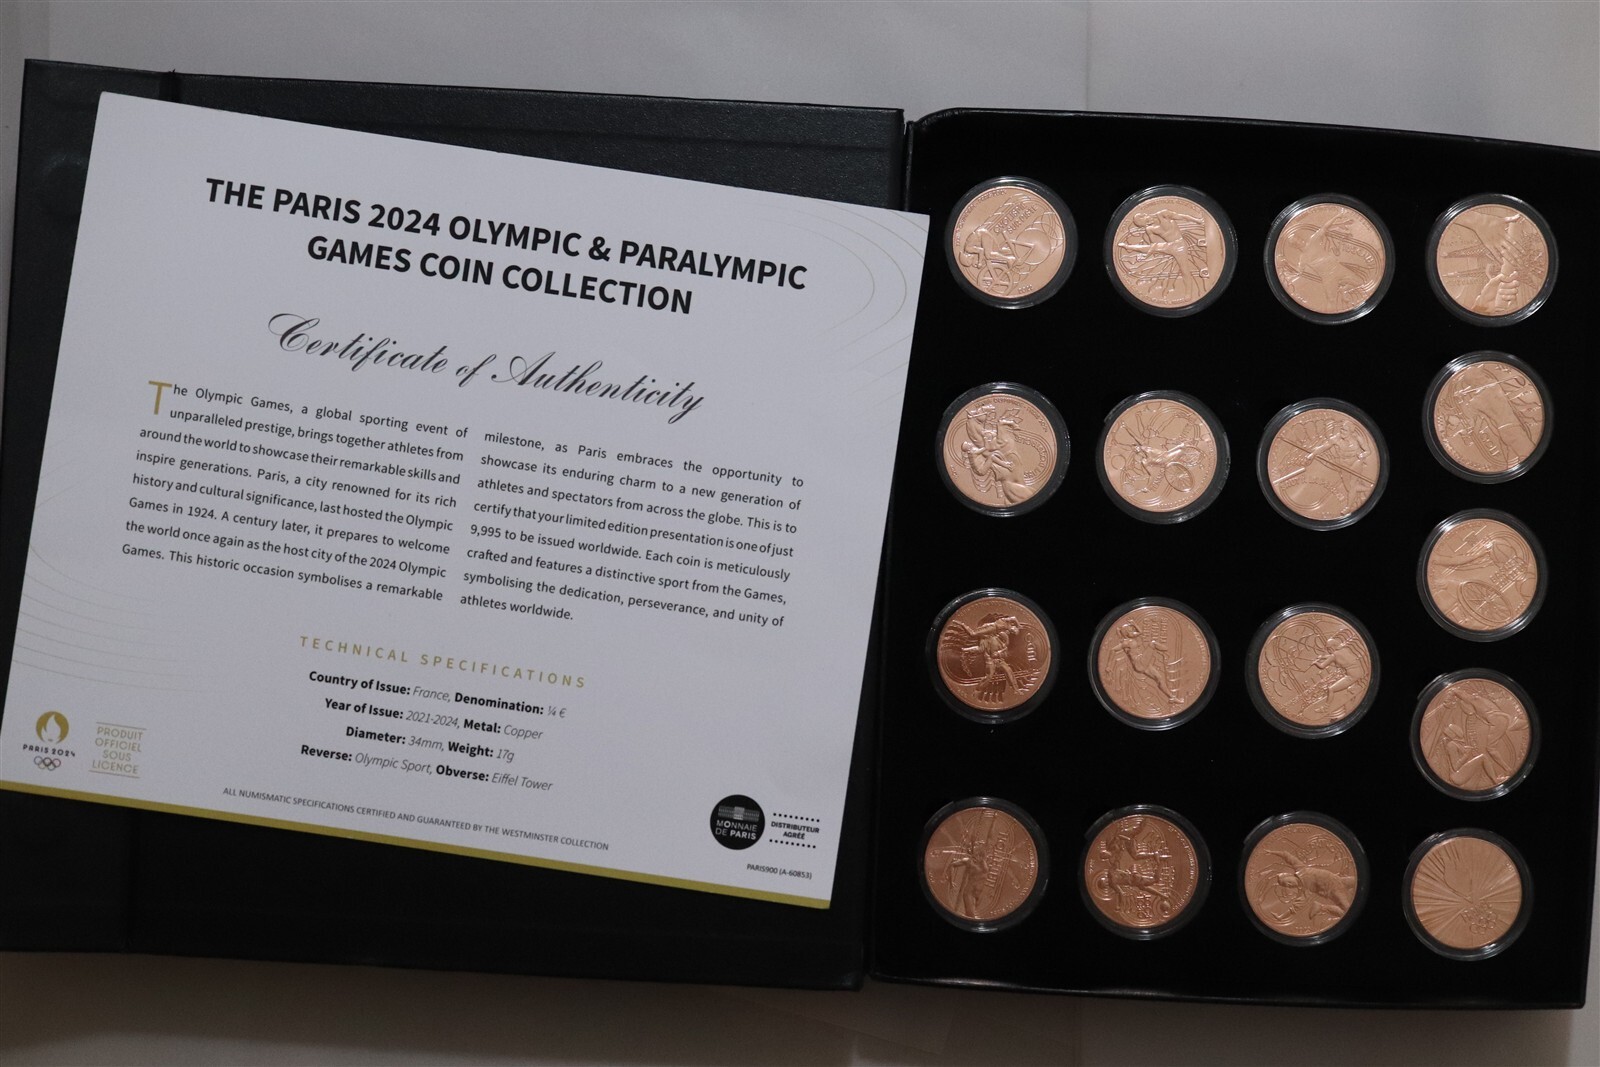 THE PARIS 2024 OLYMPIC & PARALYMPIC
GAMES COIN COLLECTION
Certificate of Authenticity
The Olympic Games, a global sporting event of
unparalleled prestige, brings together athletes from
around the world to showcase their remarkable skills and
inspire generations. Paris, a city renowned for its rich
history and cultural significance, last hosted the Olympic
Games in 1924. A century later, it prepares to welcome
the world once again as the host city of the 2024 Olympic
Games. This historic occasion symbolises a remarkable
milestone, as Paris embraces the opportunity to
showcase its enduring charm to a new generation of
athletes and spectators from across the globe. This is to
certify that your limited edition presentation is one of just
9,995 to be issued worldwide. Each coin is meticulously
crafted and features a distinctive sport from the Games,
symbolising the dedication, perseverance, and unity of
athletes worldwide.
TECHNICAL SPECIFICATIONS
Country of Issue: France, Denomination: ¼ €
Year of Issue: 2021-2024, Metal: Copper
Diameter: 34mm, Weight: 17g
Reverse: Olympic Sport, Obverse: Eiffel Tower
PARIS 2024
PRODUIT
OFFICIEL
SOUS
LICENCE
ALL NUMISMATIC SPECIFICATIONS CERTIFIED AND GUARANTEED BY THE WESTMINSTER COLLECTION
MONNAIE
DE PARIS
DISTRIBUTEUR
AGRÉÉ
PARIS900 (A-60853)